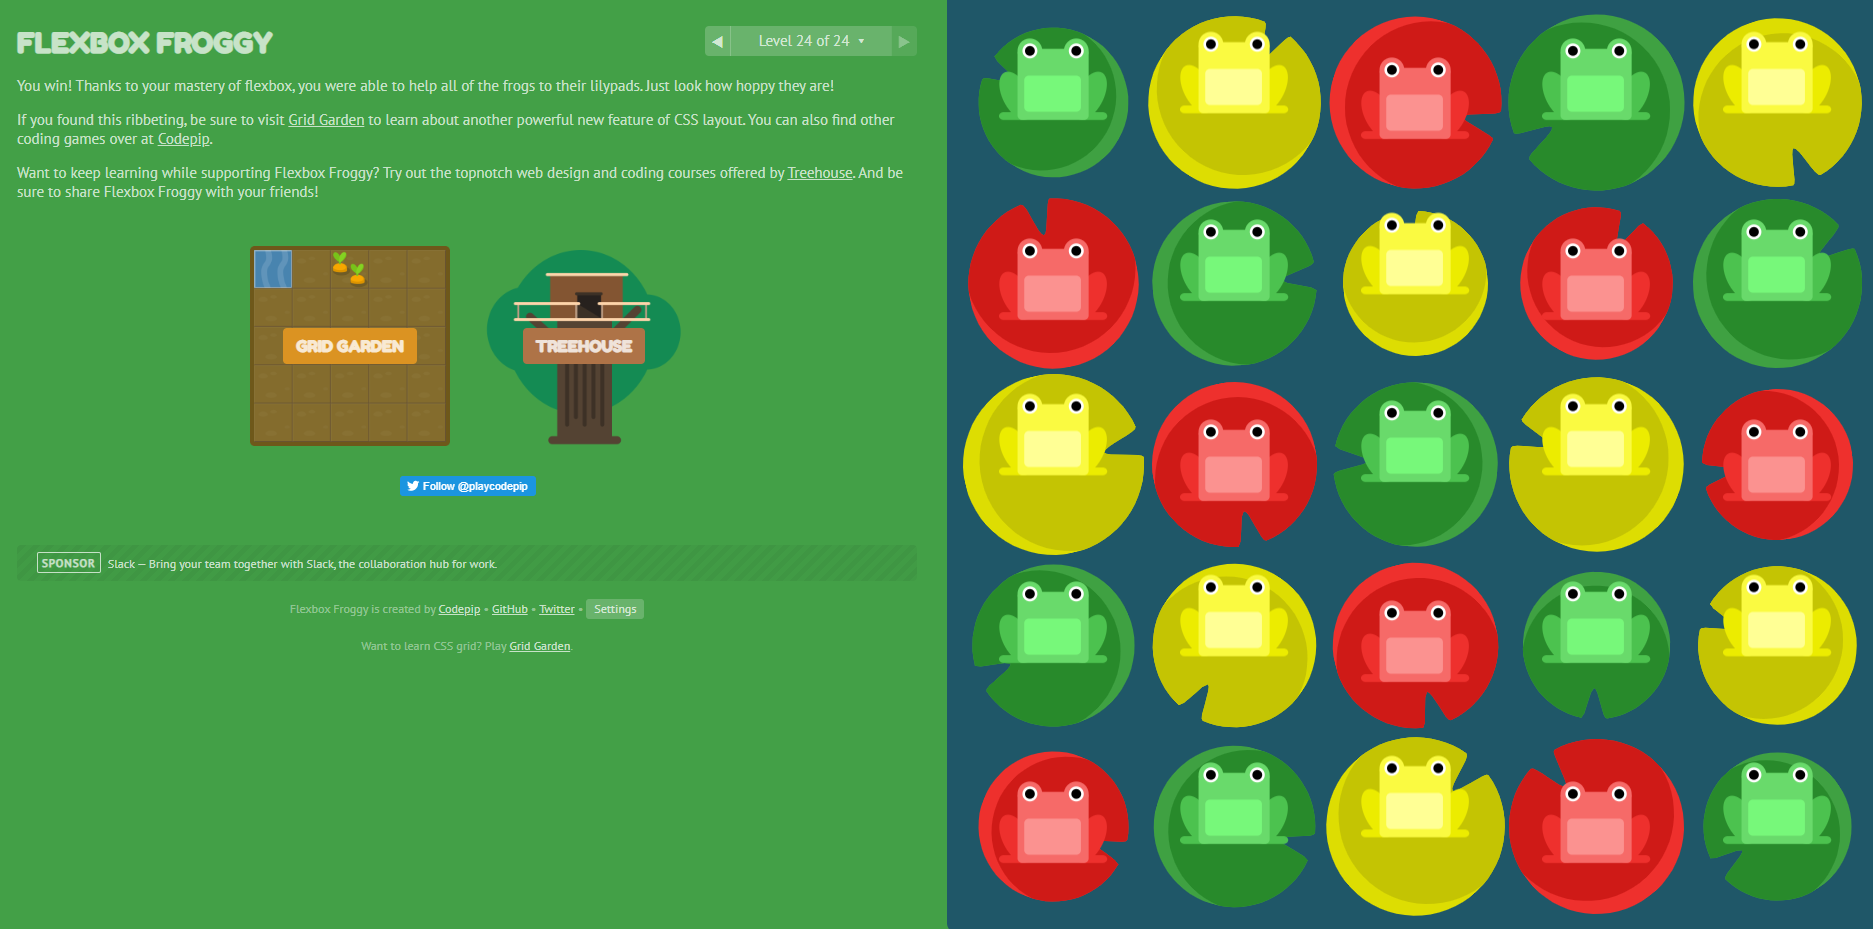 FLEXBOX FROGGY
◀ Level 24 of 24 ▾ ▶
You win! Thanks to your mastery of flexbox, you were able to help all of the frogs to their lilypads. Just look how hoppy they are!
If you found this ribbeting, be sure to visit Grid Garden to learn about another powerful new feature of CSS layout. You can also find other
coding games over at Codepip.
Want to keep learning while supporting Flexbox Froggy? Try out the topnotch web design and coding courses offered by Treehouse. And be
sure to share Flexbox Froggy with your friends!
GRID GARDEN
TREEHOUSE
Follow @playcodepip
SPONSOR Slack — Bring your team together with Slack, the collaboration hub for work.
Flexbox Froggy is created by Codepip • GitHub • Twitter • Settings
Want to learn CSS grid? Play Grid Garden.